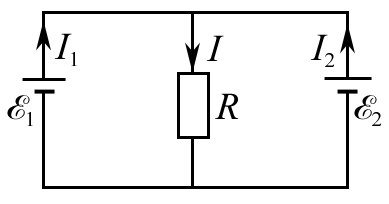 I₁ I I₂
ℰ₁ R ℰ₂